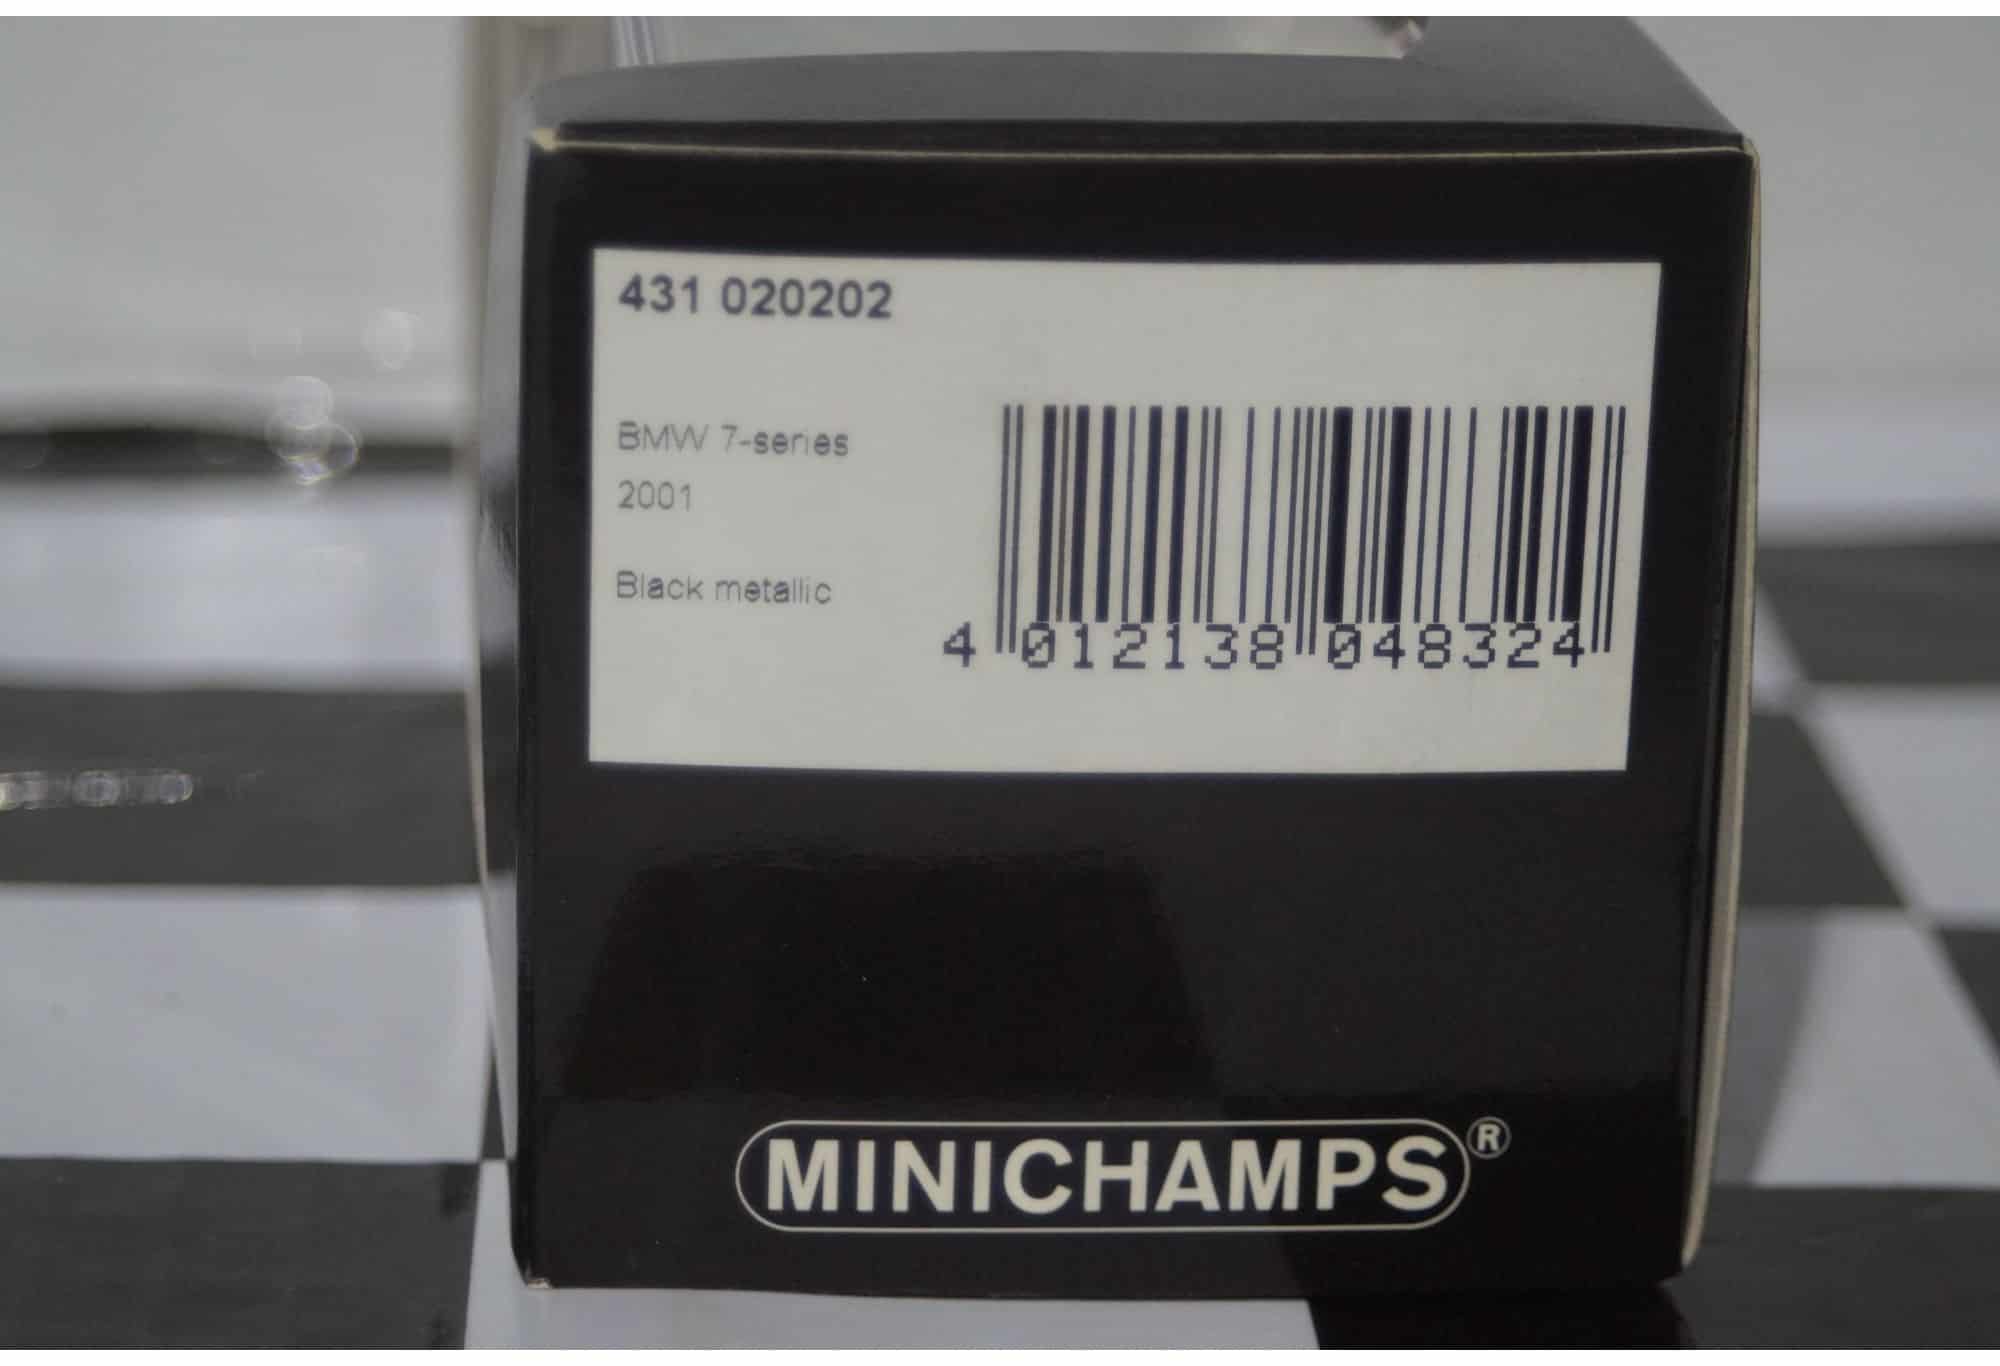 431 020202
BMW 7-series
2001
Black metallic
4 012138 048324
MINICHAMPS®